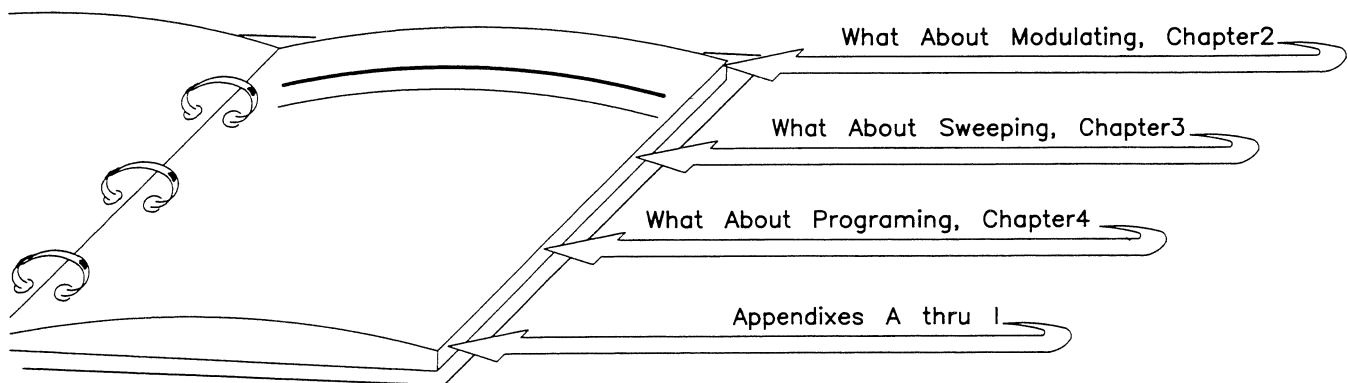 What About Modulating, Chapter2
What About Sweeping, Chapter3
What About Programing, Chapter4
Appendixes A thru I